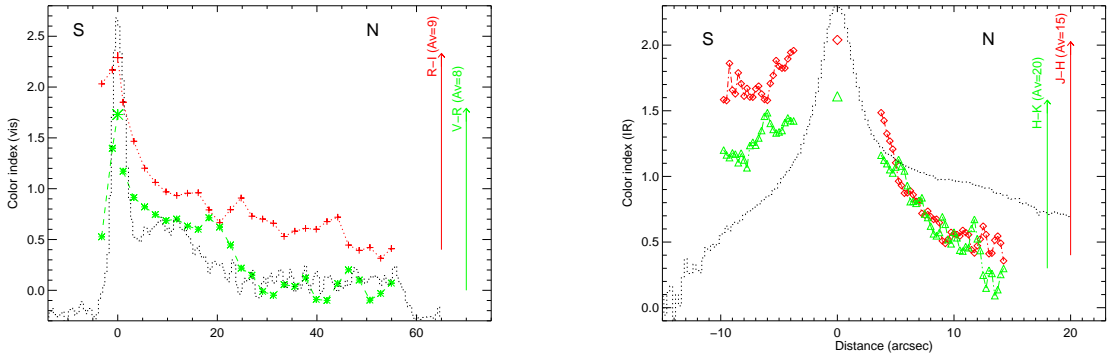 Color index (vis)
2.5
2.0
1.5
1.0
0.5
0.0
S
N
R-I (Av=9)
V-R (Av=8)
0
20
40
60
Color index (IR)
2.0
1.5
1.0
0.5
0.0
S
N
H-K (Av=20)
J-H (Av=15)
-10
0
10
20
Distance (arcsec)